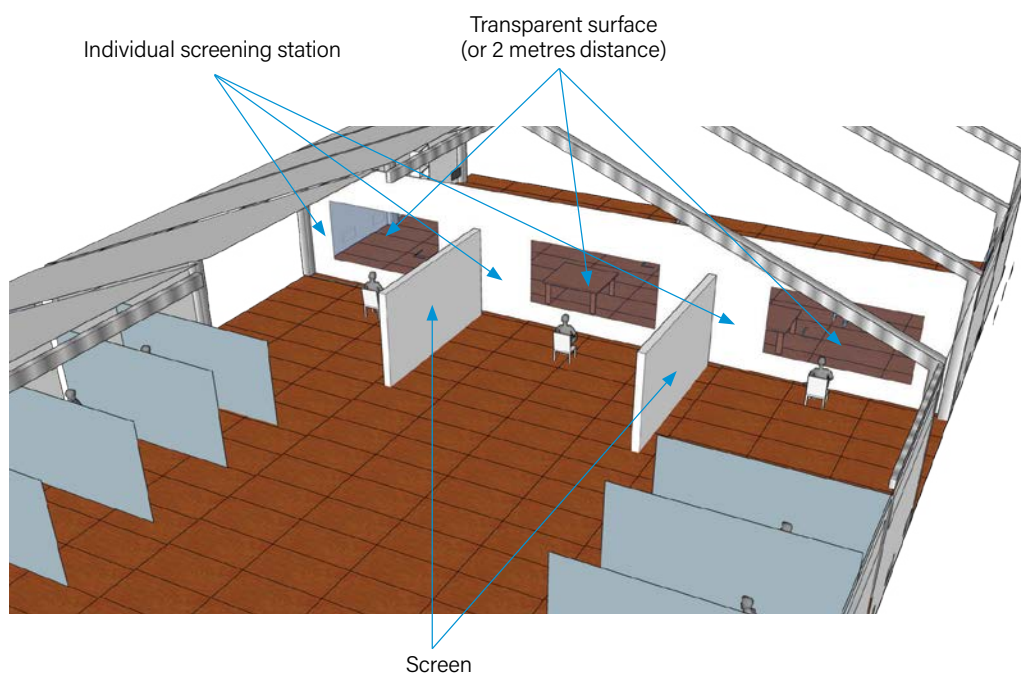 Transparent surface
(or 2 metres distance)
Individual screening station
Screen